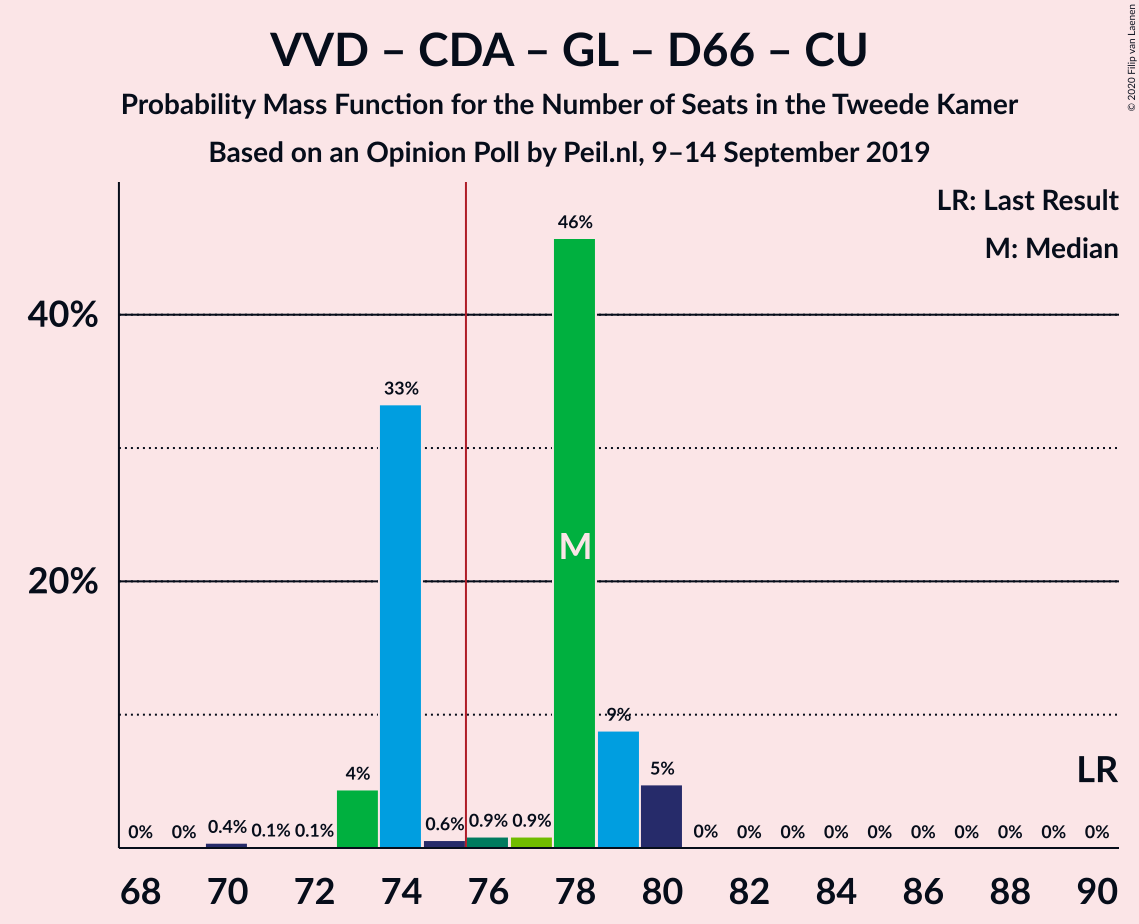 VVD – CDA – GL – D66 – CU
Probability Mass Function for the Number of Seats in the Tweede Kamer
Based on an Opinion Poll by Peil.nl, 9–14 September 2019
© 2020 Filip van Laenen
LR: Last Result
M: Median
46%
40%
33%
M
20%
9%
LR
4% 5%
0% 0% 0.4% 0.1% 0.1% 0.6% 0.9% 0.9% 0% 0% 0% 0% 0% 0% 0% 0% 0% 0%
68 70 72 74 76 78 80 82 84 86 88 90